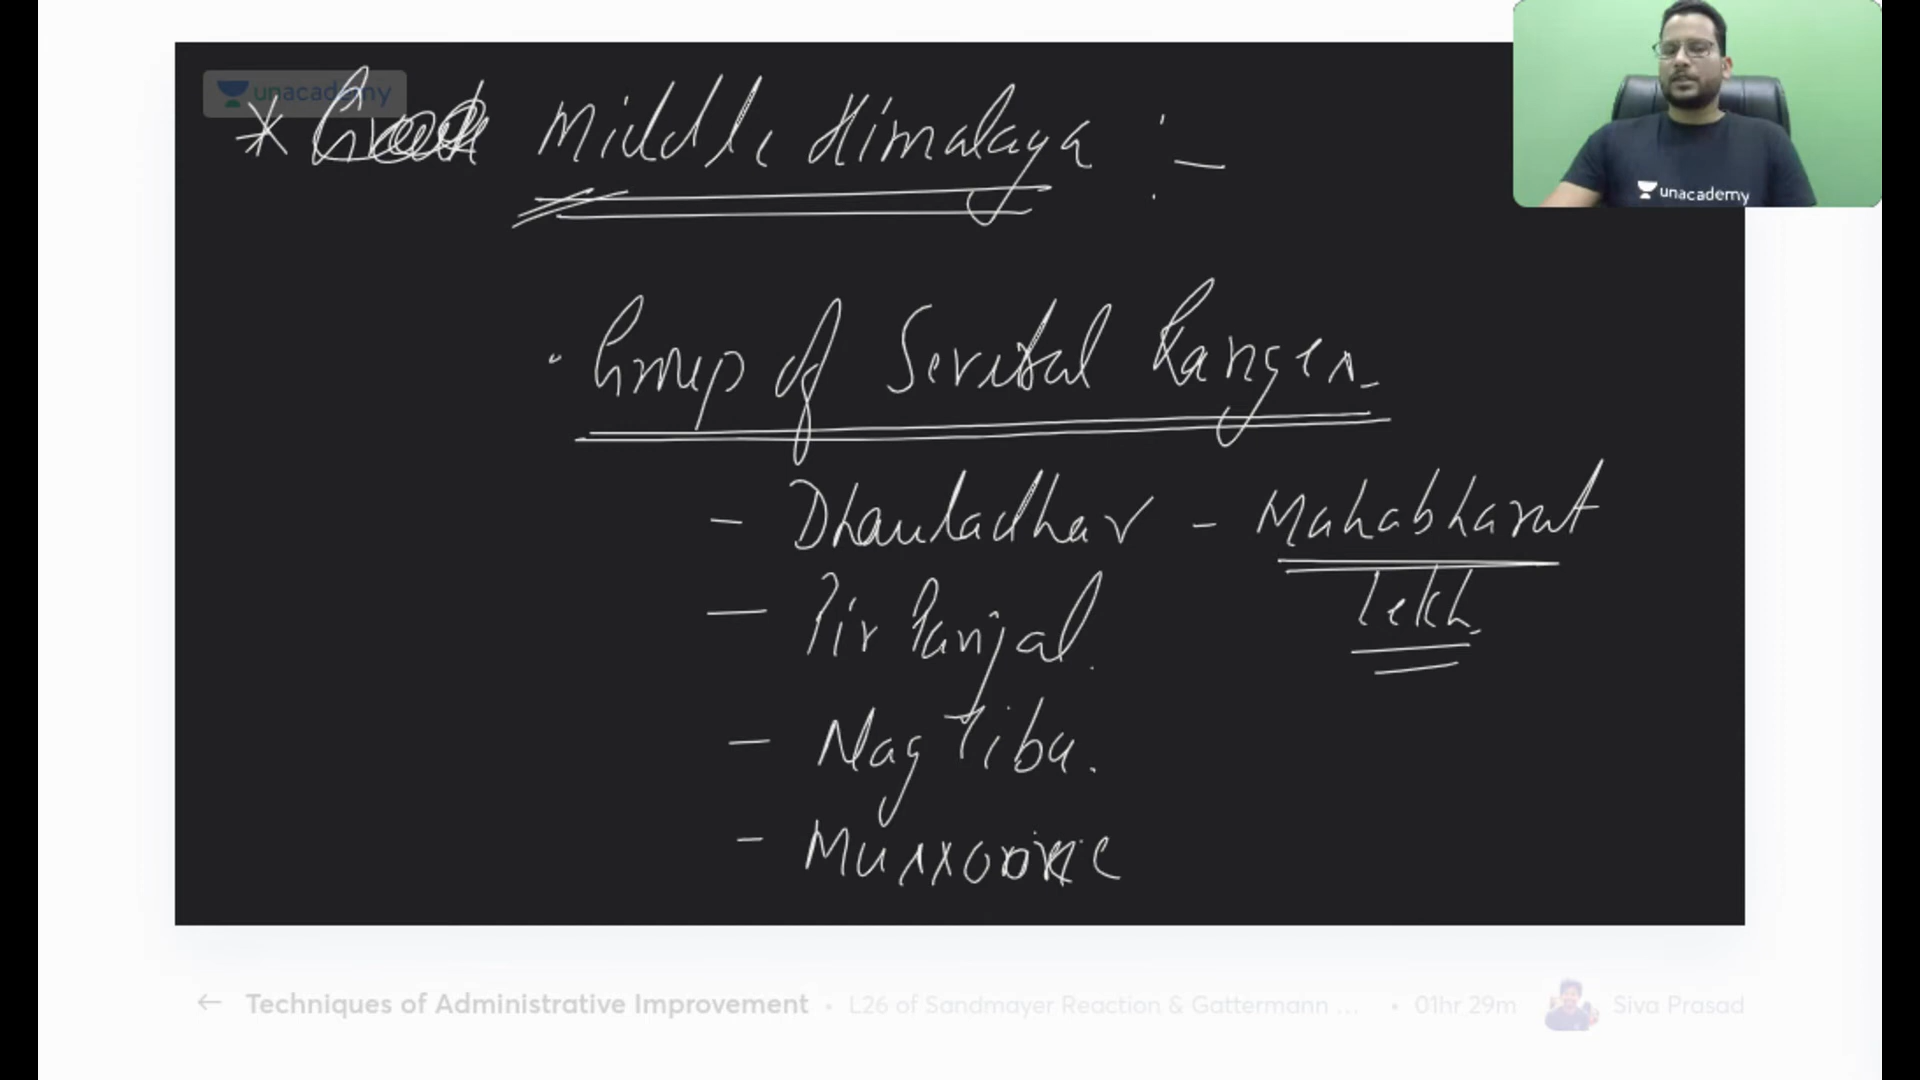 unacademy
* Middle Himalaya :-
unacademy
· Group of Several Ranges.
- Dhauladhar - Mahabharat
Lekh.
- Pir Panjal.
- Nag Tiba.
- Mussoorie
← Techniques of Administrative Improvement • L26 of Sandmayer Reaction & Gattermann ... • 01hr 29m Siva Prasad